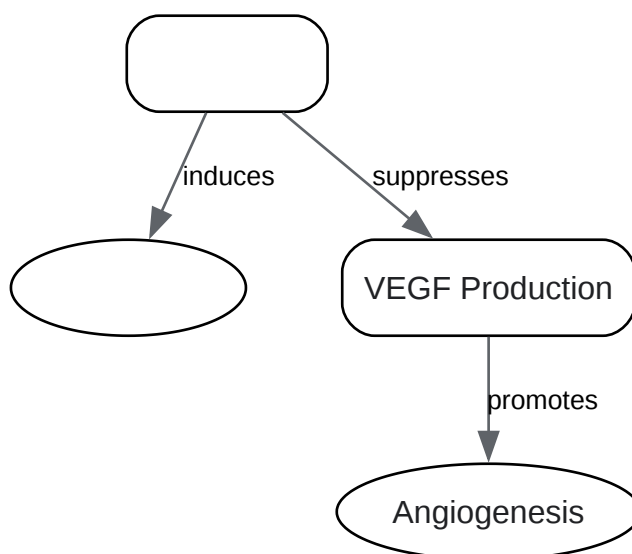 induces
suppresses
VEGF Production
promotes
Angiogenesis